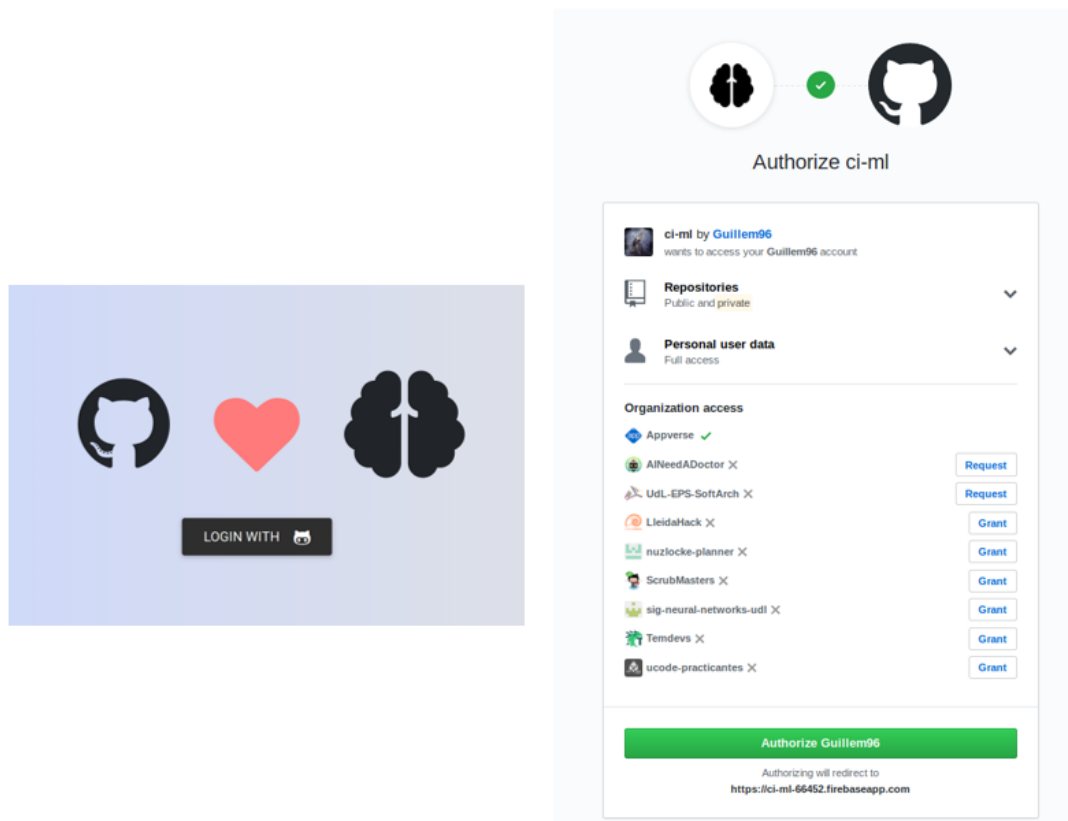 LOGIN WITH
Authorize ci-ml
ci-ml by Guillem96
wants to access your Guillem96 account
Repositories
Public and private
Personal user data
Full access
Organization access
Appverse
AINeedADoctor
Request
UdL-EPS-SoftArch
Request
LleidaHack
Grant
nuzlocke-planner
Grant
ScrubMasters
Grant
sig-neural-networks-udl
Grant
Temdevs
Grant
ucode-practicantes
Grant
Authorize Guillem96
Authorizing will redirect to
https://ci-ml-66452.firebaseapp.com